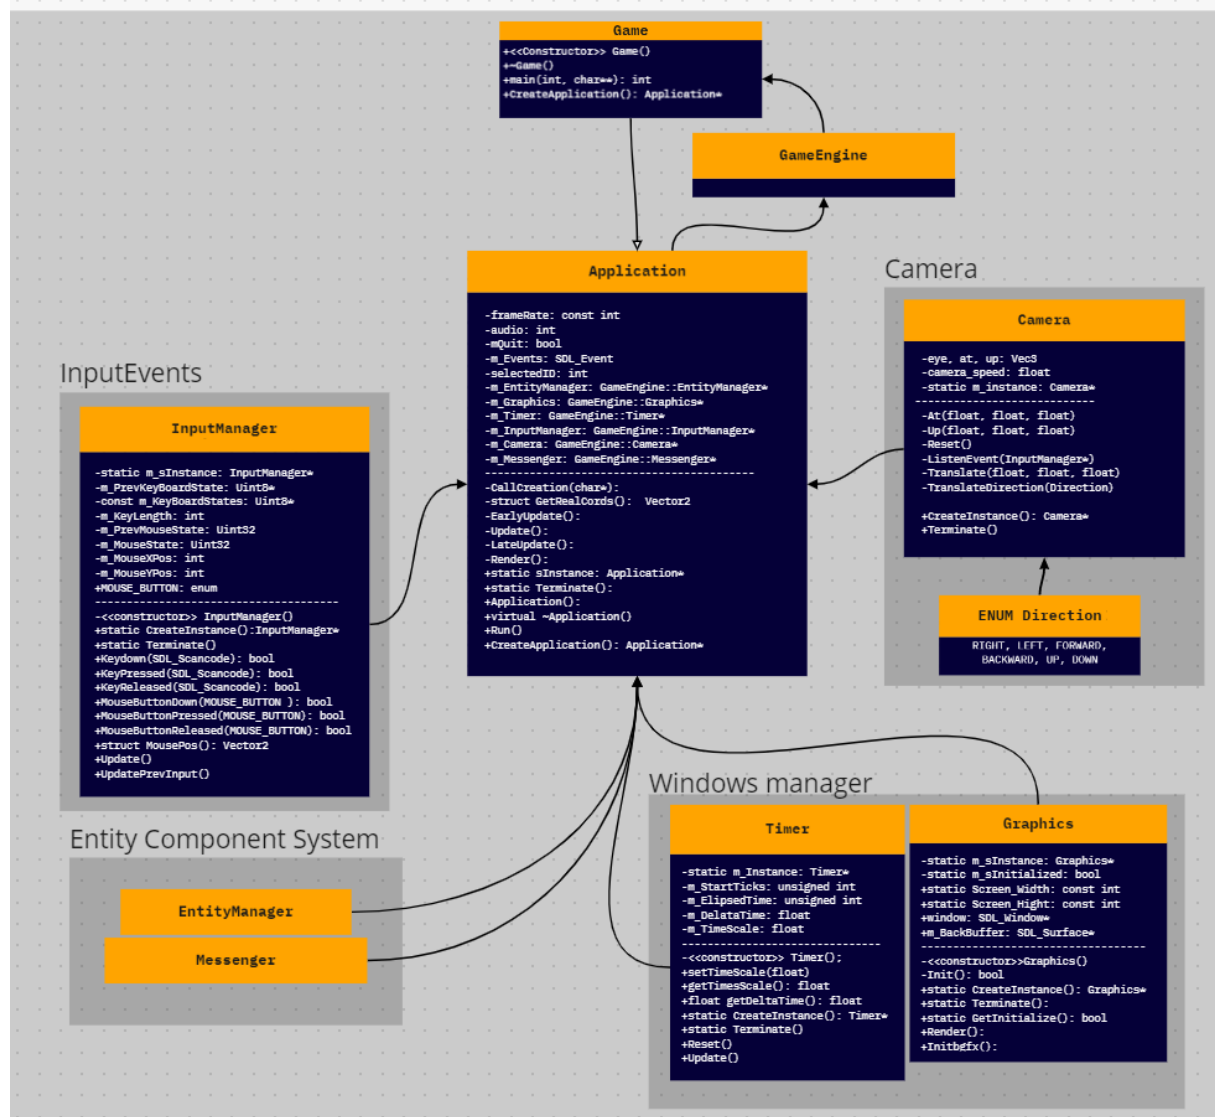 Game
+<<Constructor>> Game()
+~Game()
+main(int, char**): int
+CreateApplication(): Application*
GameEngine
Application
-frameRate: const int
-audio: int
-mQuit: bool
-m_Events: SDL_Event
-selectedID: int
-m_EntityManager: GameEngine::EntityManager*
-m_Graphics: GameEngine::Graphics*
-m_Timer: GameEngine::Timer*
-m_InputManager: GameEngine::InputManager*
-m_Camera: GameEngine::Camera*
-m_Messenger: GameEngine::Messenger*
-----------------------------------------
-CallCreation(char*):
-struct GetRealCords():  Vector2
-EarlyUpdate():
-Update():
-LateUpdate():
-Render():
+static sInstance: Application*
+static Terminate():
+Application():
+virtual ~Application()
+Run()
+CreateApplication(): Application*
Camera
Camera
-eye, at, up: Vec3
-camera_speed: float
-static m_instance: Camera*
----------------------------
-At(float, float, float)
-Up(float, float, float)
-Reset()
-ListenEvent(InputManager*)
-Translate(float, float, float)
-TranslateDirection(Direction)
+CreateInstance(): Camera*
+Terminate()
ENUM Direction
RIGHT, LEFT, FORWARD,
BACKWARD, UP, DOWN
InputEvents
InputManager
-static m_sInstance: InputManager*
-m_PrevKeyBoardState: Uint8*
-const m_KeyBoardStates: Uint8*
-m_KeyLength: int
-m_PrevMouseState: Uint32
-m_MouseState: Uint32
-m_MouseXPos: int
-m_MouseYPos: int
+MOUSE_BUTTON: enum
-------------------------------------
-<<constructor>> InputManager()
+static CreateInstance():InputManager*
+static Terminate()
+Keydown(SDL_Scancode): bool
+KeyPressed(SDL_Scancode): bool
+KeyReleased(SDL_Scancode): bool
+MouseButtonDown(MOUSE_BUTTON ): bool
+MouseButtonPressed(MOUSE_BUTTON): bool
+MouseButtonReleased(MOUSE_BUTTON): bool
+struct MousePos(): Vector2
+Update()
+UpdatePrevInput()
Entity Component System
EntityManager
Messenger
Windows manager
Timer
-static m_Instance: Timer*
-m_StartTicks: unsigned int
-m_ElipsedTime: unsigned int
-m_DelataTime: float
-m_TimeScale: float
-------------------------------
-<<constructor>> Timer();
+setTimeScale(float)
+getTimesScale(): float
+float getDeltaTime(): float
+static CreateInstance(): Timer*
+static Terminate()
+Reset()
+Update()
Graphics
-static m_sInstance: Graphics*
-static m_sInitialized: bool
+static Screen_Width: const int
+static Screen_Hight: const int
+window: SDL_Window*
+m_BackBuffer: SDL_Surface*
----------------------------------
-<<constructor>>Graphics()
-Init(): bool
+static CreateInstance(): Graphics*
+static Terminate():
+static GetInitialize(): bool
+Render():
+Initbgfx():